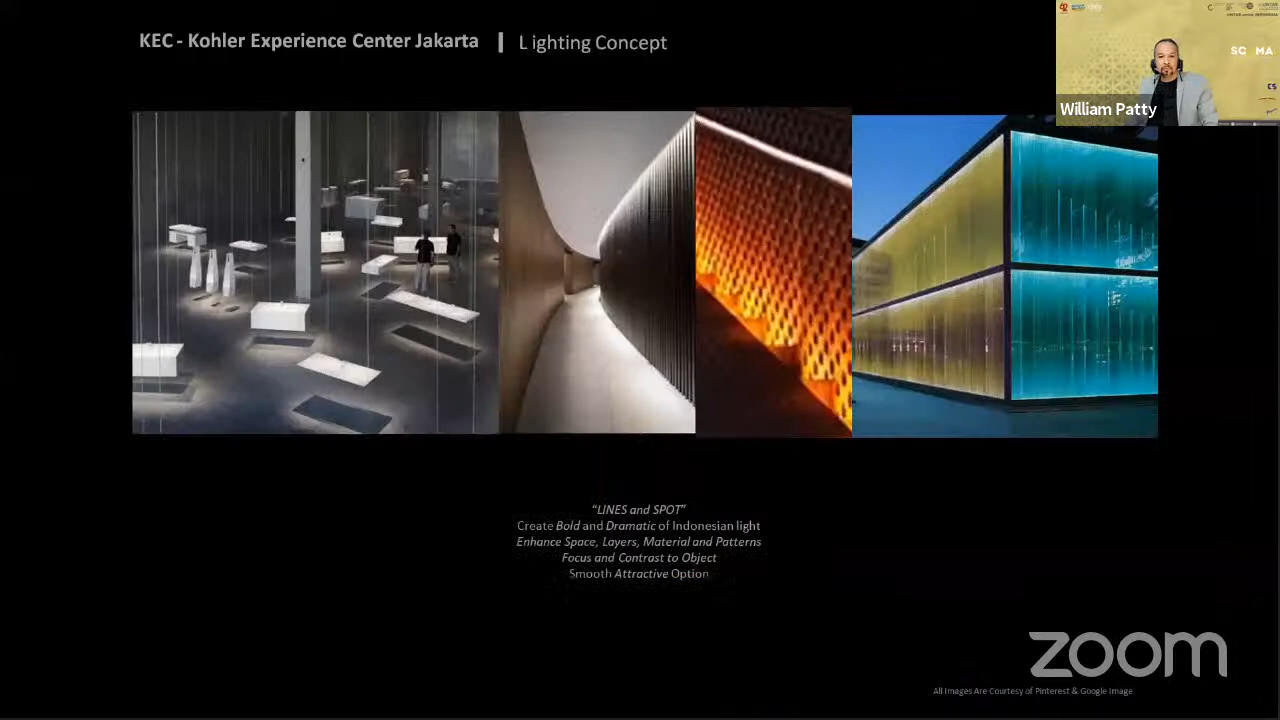 KEC - Kohler Experience Center Jakarta | Lighting Concept
SC MA
William Patty
"LINES and SPOT"
Create Bold and Dramatic of Indonesian light
Enhance Space, Layers, Material and Patterns
Focus and Contrast to Object
Smooth Attractive Option
zoom
All Images Are Courtesy of Pinterest & Google Image